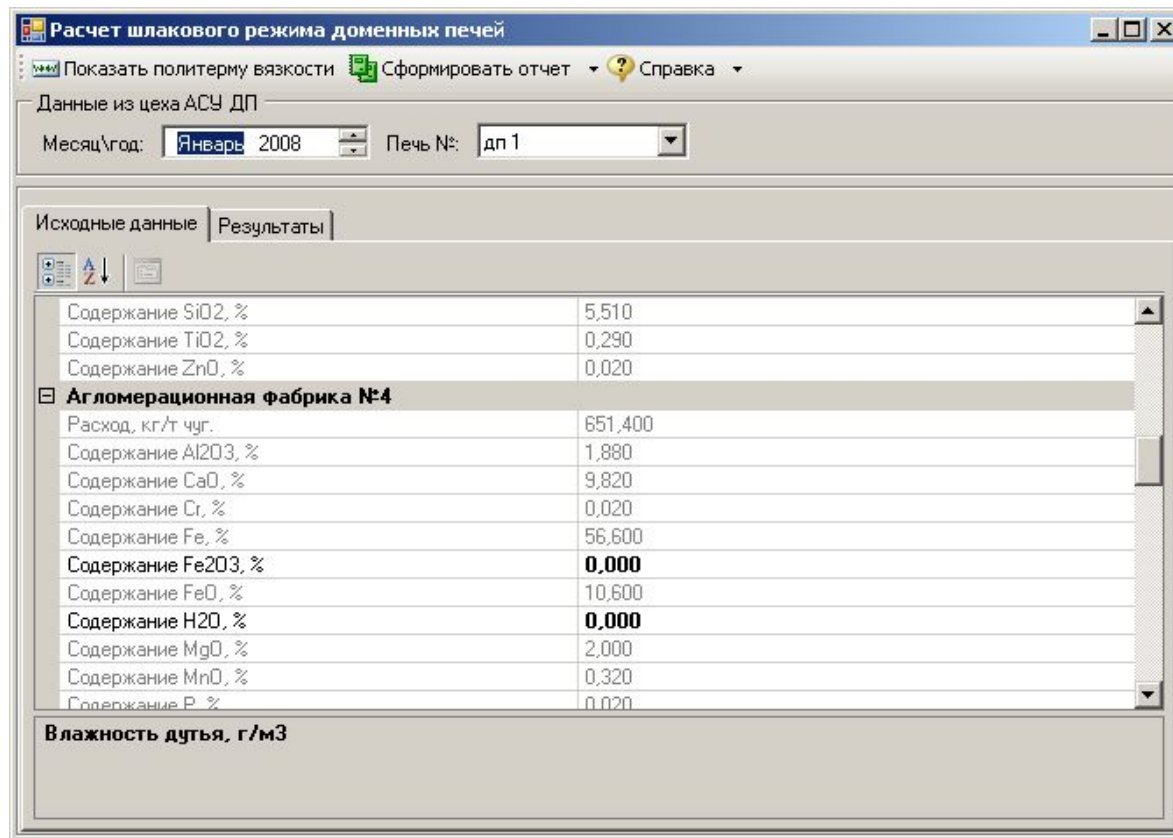 Расчет шлакового режима доменных печей
Показать политерму вязкости Сформировать отчет Справка
Данные из цеха АСУ ДП
Месяц\год: Январь 2008 Печь №: дп 1
Исходные данные Результаты
Содержание SiO2, % 5,510
Содержание TiO2, % 0,290
Содержание ZnO, % 0,020
Агломерационная фабрика №4
Расход, кг/т чуг. 651,400
Содержание Al2O3, % 1,880
Содержание CaO, % 9,820
Содержание Cr, % 0,020
Содержание Fe, % 56,600
Содержание Fe2O3, % 0,000
Содержание FeO, % 10,600
Содержание H2O, % 0,000
Содержание MgO, % 2,000
Содержание MnO, % 0,320
Содержание P, % 0,020
Влажность дутья, г/м3